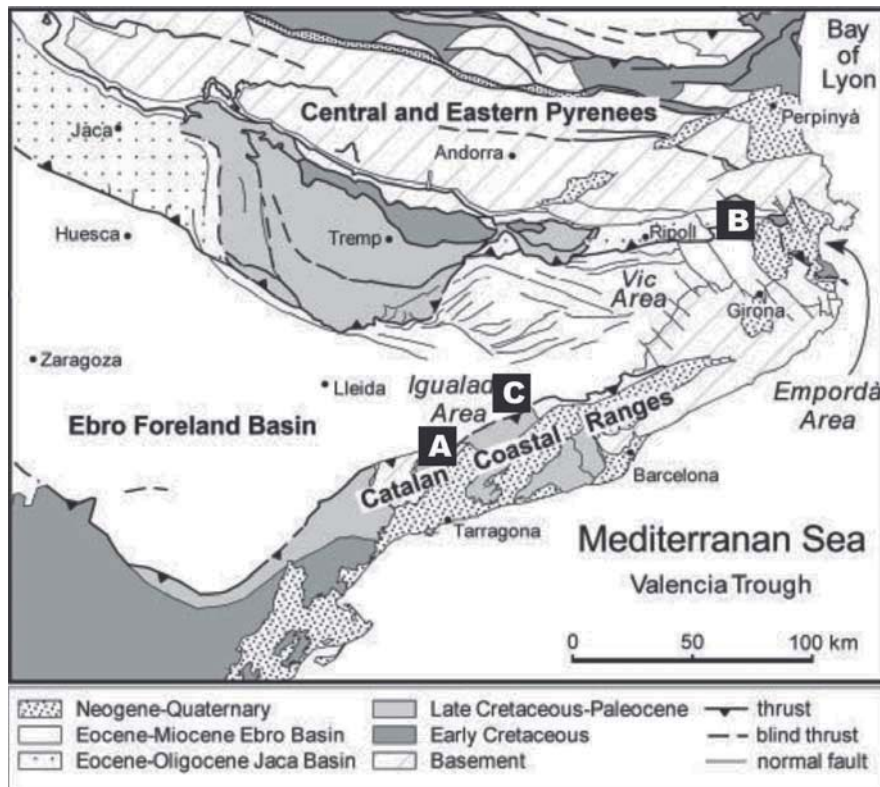 Bay
of
Lyon
Central and Eastern Pyrenees
Perpinyà
Jaca
Andorra
Huesca
Tremp
Ripoll
B
Vic
Area
Girona
Zaragoza
Lleida
Igualad
Area
C
Empordà
Area
Ebro Foreland Basin
A
Catalan Coastal Ranges
Barcelona
Tarragona
Mediterranan Sea
Valencia Trough
0 50 100 km
Neogene-Quaternary
Eocene-Miocene Ebro Basin
Eocene-Oligocene Jaca Basin
Late Cretaceous-Paleocene
Early Cretaceous
Basement
thrust
blind thrust
normal fault